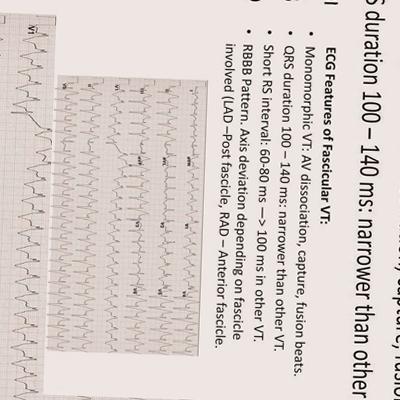 S duration 100 – 140 ms: narrower than other
ECG Features of Fascicular VT:
• Monomorphic VT: AV dissociation, capture, fusion beats.
• QRS duration 100 – 140 ms: narrower than other VT.
• Short RS interval: 60-80 ms —> 100 ms in other VT.
• RBBB Pattern. Axis deviation depending on fascicle
involved (LAD –Post fascicle, RAD – Anterior fascicle.
V1